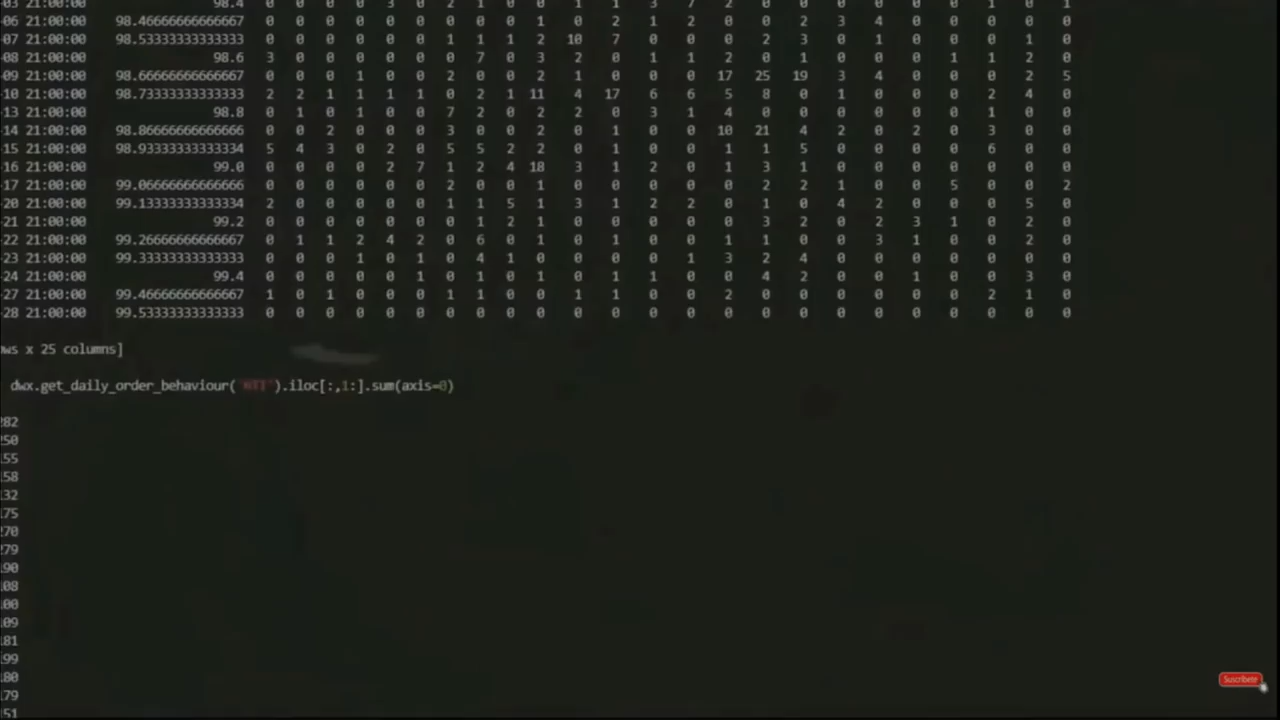 -03 21:00:00 98.4 0 0 0 0 3 0 2 1 0 0 1 1 3 7 2 0 0 0 0 0 0 1 0 1
-06 21:00:00 98.46666666666667 0 0 0 0 0 0 0 0 0 1 0 2 1 2 0 0 2 3 4 0 0 0 0 0
-07 21:00:00 98.53333333333333 0 0 0 0 0 0 1 1 1 2 10 7 0 0 0 2 3 0 1 0 0 0 1 0
-08 21:00:00 98.6 3 0 0 0 0 0 0 7 0 3 2 0 1 1 2 0 1 0 0 0 1 1 2 0
-09 21:00:00 98.66666666666667 0 0 0 1 0 0 2 0 0 2 1 0 0 0 17 25 19 3 4 0 0 0 2 5
-10 21:00:00 98.73333333333333 2 2 1 1 1 1 0 2 1 11 4 17 6 6 5 8 0 1 0 0 0 2 4 0
-13 21:00:00 98.8 0 1 0 1 0 0 7 2 0 2 2 0 3 1 4 0 0 0 0 0 0 0 0 0
-14 21:00:00 98.86666666666666 0 0 2 0 0 0 3 0 0 2 0 1 0 0 10 21 4 2 0 2 0 3 0 0
-15 21:00:00 98.93333333333334 5 4 3 0 2 0 5 5 2 2 0 1 0 0 1 1 5 0 0 0 0 6 0 0
-16 21:00:00 99.0 0 0 0 0 2 7 1 2 4 18 3 1 2 0 1 3 1 0 0 0 0 0 0 0
-17 21:00:00 99.06666666666666 0 0 0 0 0 0 2 0 0 1 0 0 0 0 0 2 2 1 0 0 5 0 0 2
-20 21:00:00 99.13333333333334 2 0 0 0 0 0 1 1 5 1 3 1 2 2 0 1 0 4 2 0 0 0 5 0
-21 21:00:00 99.2 0 0 0 0 0 0 0 1 2 1 0 0 0 0 0 3 2 0 2 3 1 0 2 0
-22 21:00:00 99.26666666666667 0 1 1 2 4 2 0 6 0 1 0 1 0 0 1 1 0 0 3 1 0 0 2 0
-23 21:00:00 99.33333333333333 0 0 0 1 0 1 0 4 1 0 0 0 0 1 3 2 4 0 0 0 0 0 0 0
-24 21:00:00 99.4 0 0 0 0 0 1 0 1 0 1 0 1 1 0 0 4 2 0 0 1 0 0 3 0
-27 21:00:00 99.46666666666667 1 0 1 0 0 0 1 1 0 0 1 1 0 0 2 0 0 0 0 0 0 2 1 0
-28 21:00:00 99.53333333333333 0 0 0 0 0 0 0 0 0 0 0 0 0 0 0 0 0 0 0 0 0 0 0 0
ws x 25 columns]
dwx.get_daily_order_behaviour( ).iloc[:,1:].sum(axis=0)
282
250
155
158
132
175
270
279
190
108
100
109
181
199
180
179
151
Suscríbete